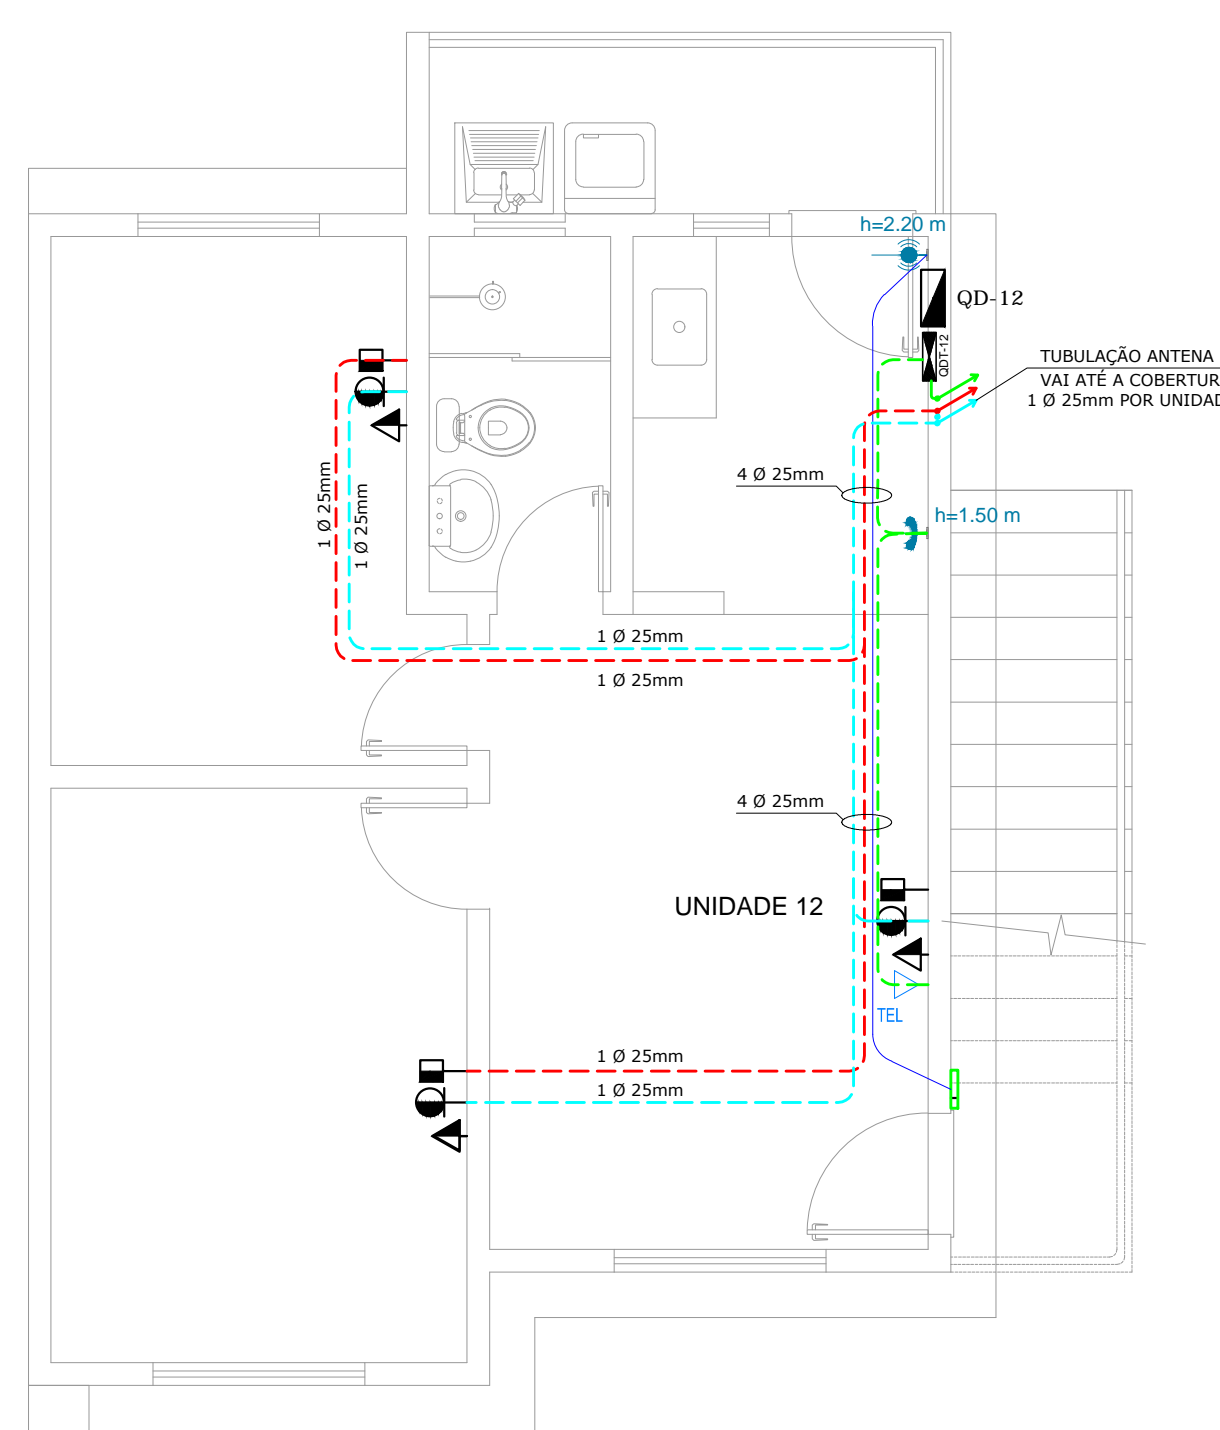 h=2.20 m
QD-12
QDT-12
TUBULAÇÃO ANTENA
VAI ATÉ A COBERTUR
1 Ø 25mm POR UNIDAD
4 Ø 25mm
h=1.50 m
1 Ø 25mm
1 Ø 25mm
1 Ø 25mm
1 Ø 25mm
4 Ø 25mm
UNIDADE 12
TEL
1 Ø 25mm
1 Ø 25mm